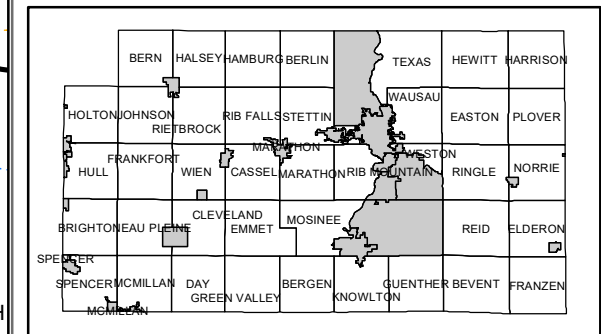 BERN HALSEY HAMBURG BERLIN TEXAS HEWITT HARRISON
WAUSAU
HOLTON JOHNSON RIB FALLS STETTIN EASTON PLOVER
RIETBROCK
MARATHON WESTON
FRANKFORT
HULL WIEN CASSEL MARATHON RIB MOUNTAIN RINGLE NORRIE
CLEVELAND MOSINEE
BRIGHTON EAU PLEINE EMMET REID ELDERON
SPENCER
SPENCER MCMILLAN DAY BERGEN GUENTHER BEVENT FRANZEN
GREEN VALLEY KNOWLTON
MCMILLAN
H